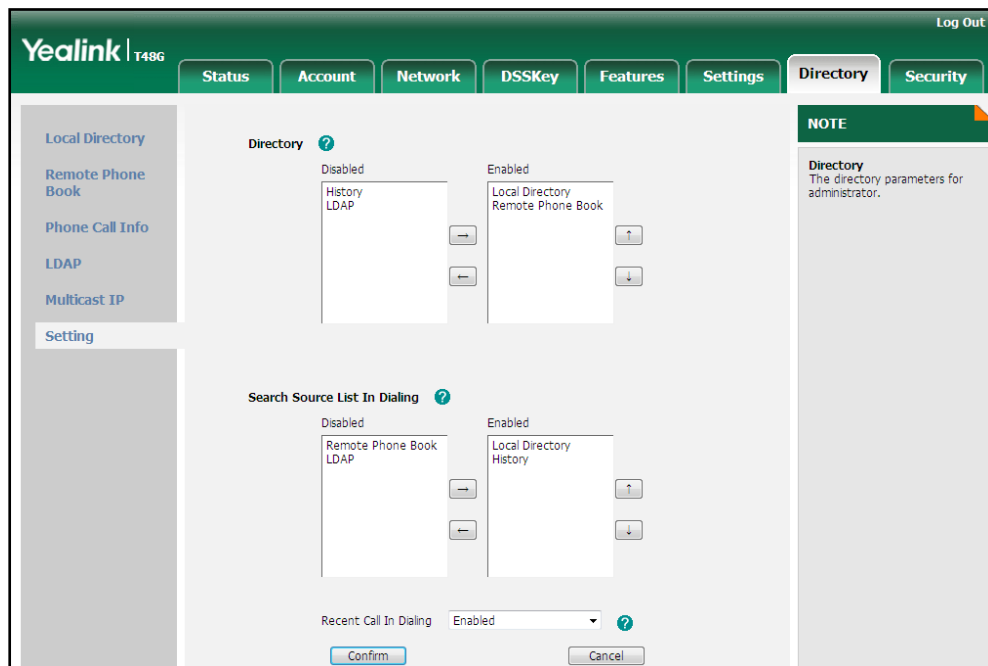 Log Out
Yealink T48G
Status Account Network DSSKey Features Settings Directory Security
Local Directory
Remote Phone
Book
Phone Call Info
LDAP
Multicast IP
Setting
Directory ?
Disabled Enabled
History
LDAP
Local Directory
Remote Phone Book
→
←
↑
↓
Search Source List In Dialing ?
Disabled Enabled
Remote Phone Book
LDAP
Local Directory
History
→
←
↑
↓
Recent Call In Dialing Enabled ?
Confirm Cancel
NOTE
Directory
The directory parameters for
administrator.